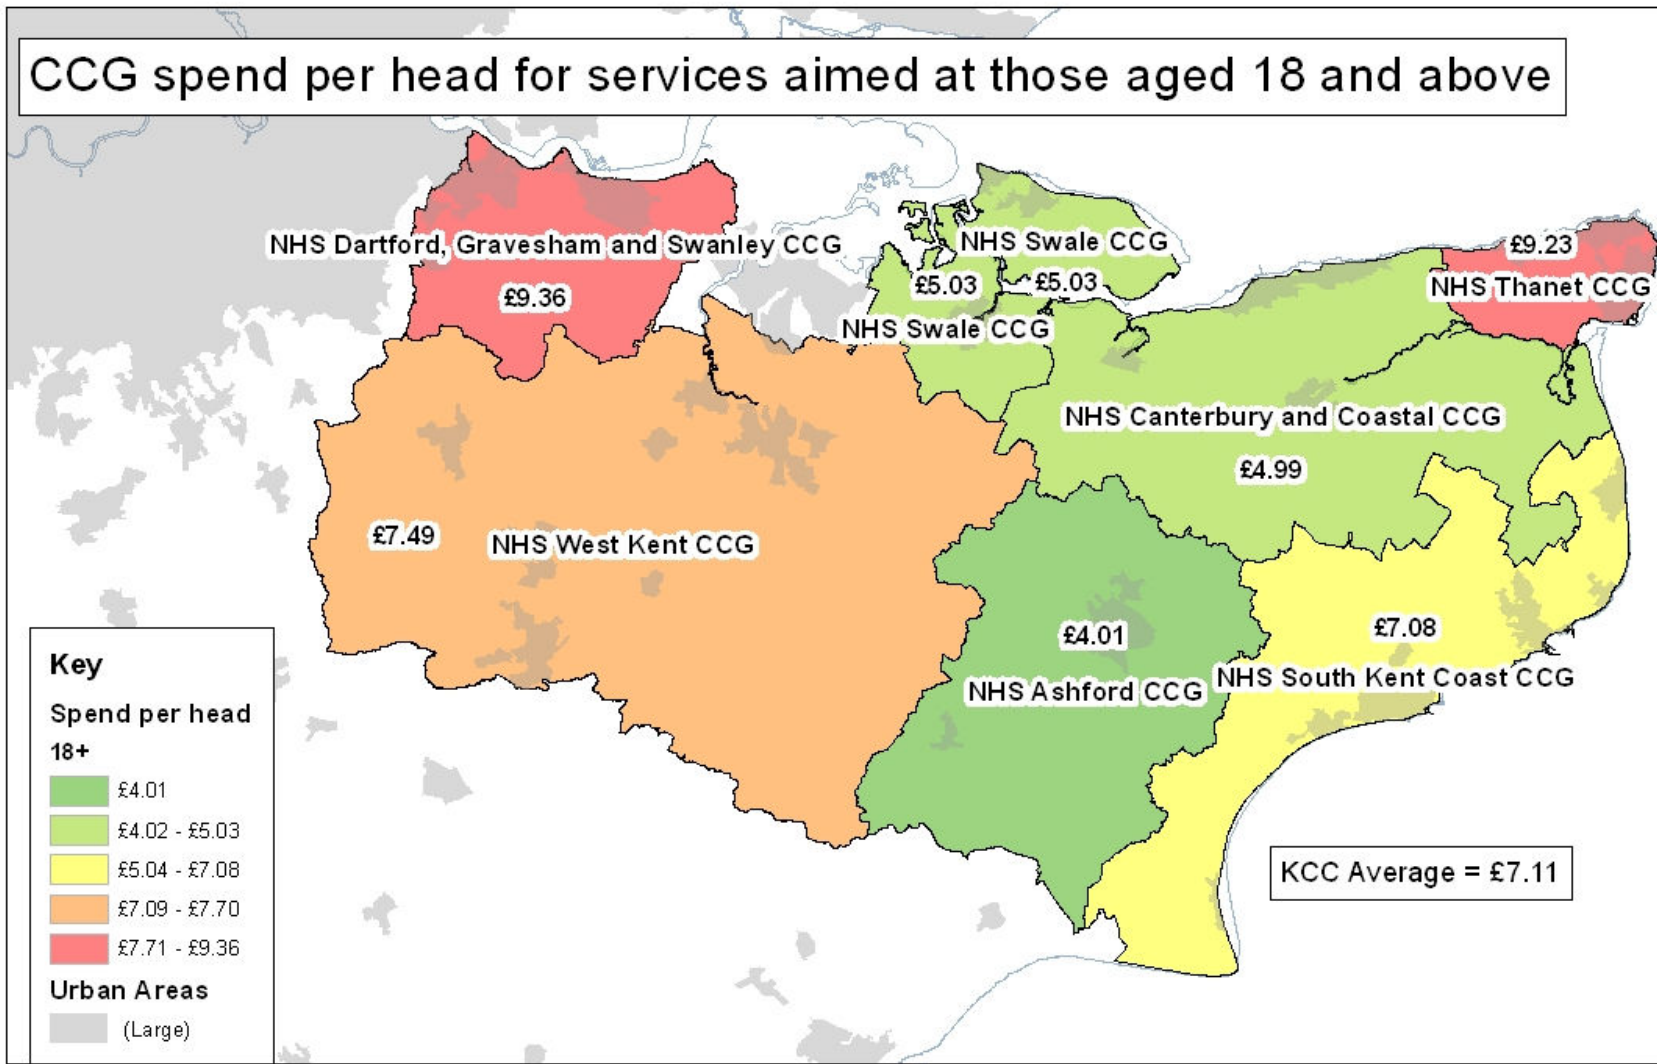 CCG spend per head for services aimed at those aged 18 and above
NHS Dartford, Gravesham and Swanley CCG
£9.36
NHS Swale CCG
£5.03
£5.03
NHS Swale CCG
£9.23
NHS Thanet CCG
NHS Canterbury and Coastal CCG
£4.99
£7.49
NHS West Kent CCG
£4.01
NHS Ashford CCG
£7.08
NHS South Kent Coast CCG
KCC Average = £7.11
Key
Spend per head
18+
£4.01
£4.02 - £5.03
£5.04 - £7.08
£7.09 - £7.70
£7.71 - £9.36
Urban Areas
(Large)